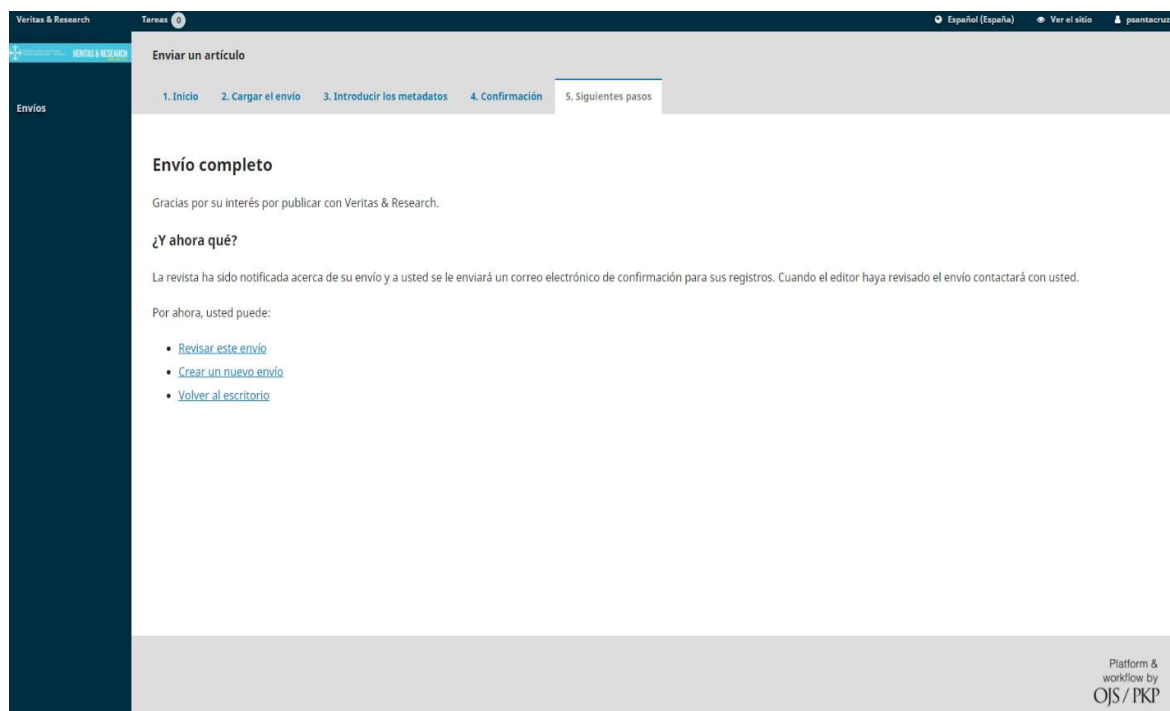 Veritas & Research
Tareas 0
Español (España)
Ver el sitio
psantacruz
VERITAS & RESEARCH
Enviar un artículo
Envíos
1. Inicio
2. Cargar el envío
3. Introducir los metadatos
4. Confirmación
5. Siguientes pasos
Envío completo
Gracias por su interés por publicar con Veritas & Research.
¿Y ahora qué?
La revista ha sido notificada acerca de su envío y a usted se le enviará un correo electrónico de confirmación para sus registros. Cuando el editor haya revisado el envío contactará con usted.
Por ahora, usted puede:
Revisar este envío
Crear un nuevo envío
Volver al escritorio
Platform &
workflow by
OJS / PKP